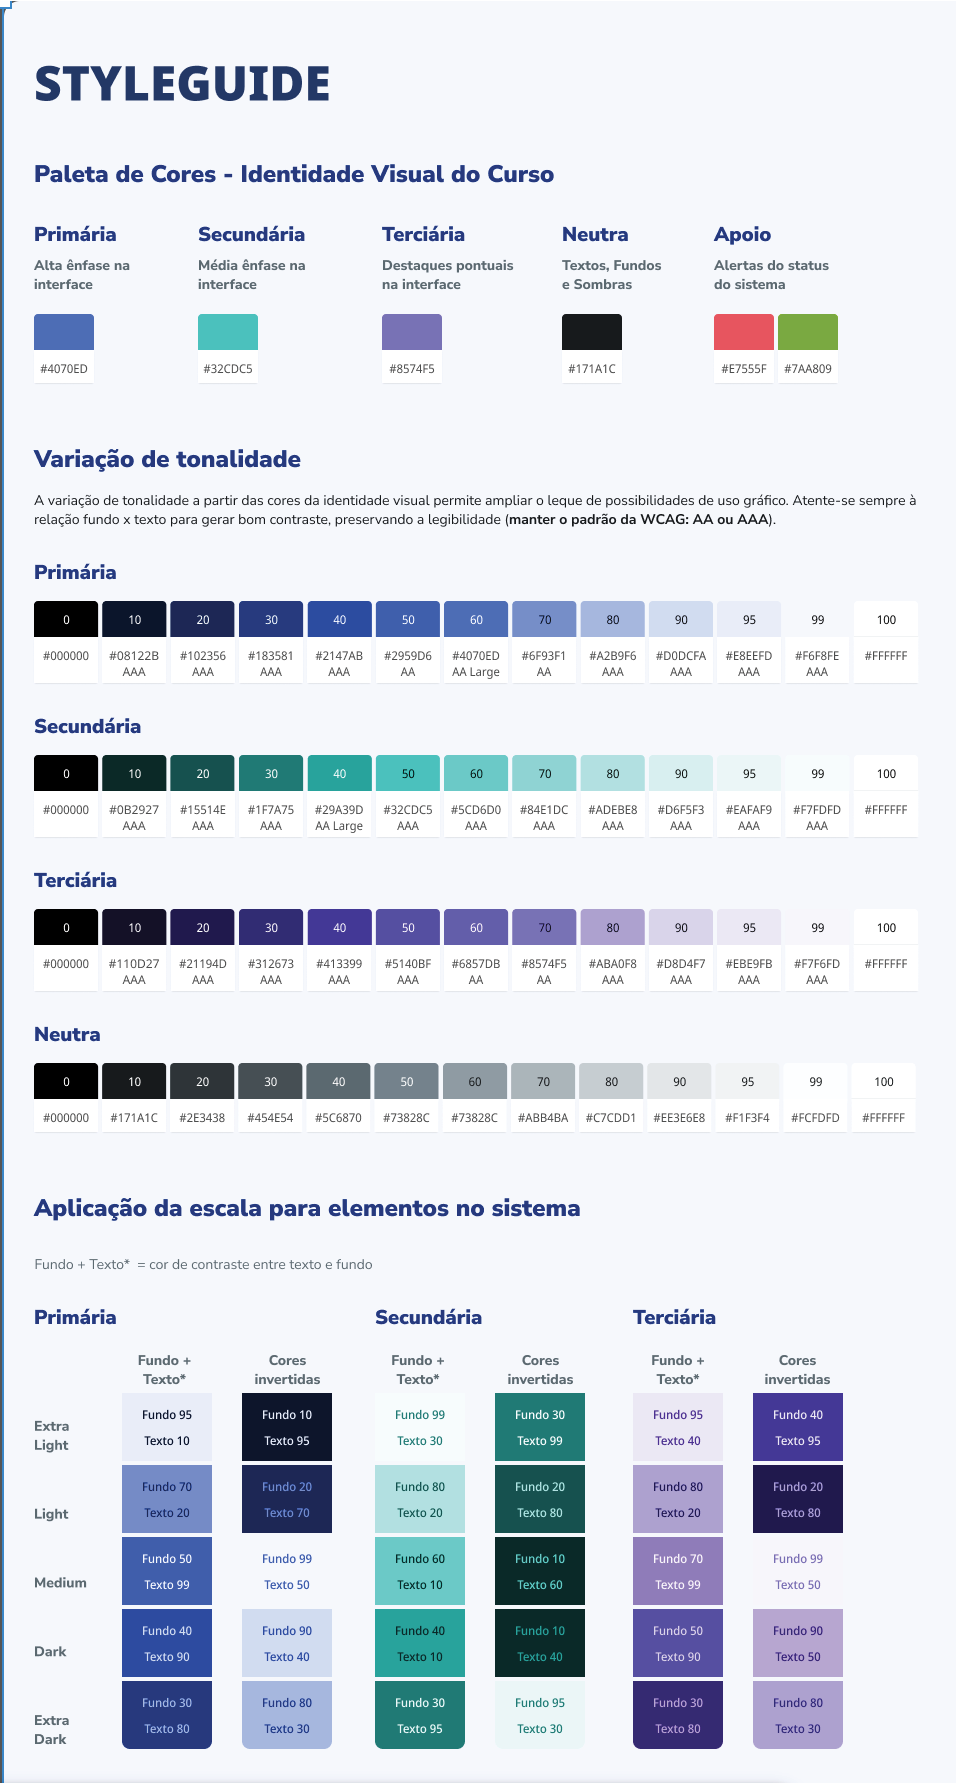 STYLEGUIDE
Paleta de Cores - Identidade Visual do Curso
Primária
Alta ênfase na
interface
#4070ED
Secundária
Média ênfase na
interface
#32CDC5
Terciária
Destaques pontuais
na interface
#8574F5
Neutra
Textos, Fundos
e Sombras
#171A1C
Apoio
Alertas do status
do sistema
#E7555F #7AA809
Variação de tonalidade
A variação de tonalidade a partir das cores da identidade visual permite ampliar o leque de possibilidades de uso gráfico. Atente-se sempre à
relação fundo x texto para gerar bom contraste, preservando a legibilidade (manter o padrão da WCAG: AA ou AAA).
Primária
0 10 20 30 40 50 60 70 80 90 95 99 100
#000000 #08122B #102356 #183581 #2147AB #2959D6 #4070ED #6F93F1 #A2B9F6 #D0DCFA #E8EEFD #F6F8FE #FFFFFF
AAA AAA AAA AAA AA AA Large AA AAA AAA AAA AAA
Secundária
0 10 20 30 40 50 60 70 80 90 95 99 100
#000000 #0B2927 #15514E #1F7A75 #29A39D #32CDC5 #5CD6D0 #84E1DC #ADEBE8 #D6F5F3 #EAFAF9 #F7FDFD #FFFFFF
AAA AAA AAA AA Large AAA AAA AAA AAA AAA AAA AAA
Terciária
0 10 20 30 40 50 60 70 80 90 95 99 100
#000000 #110D27 #21194D #312673 #413399 #5140BF #6857DB #8574F5 #ABA0F8 #D8D4F7 #EBE9FB #F7F6FD #FFFFFF
AAA AAA AAA AAA AAA AA AA AAA AAA AAA AAA
Neutra
0 10 20 30 40 50 60 70 80 90 95 99 100
#000000 #171A1C #2E3438 #454E54 #5C6870 #73828C #73828C #ABB4BA #C7CDD1 #EE3E6E8 #F1F3F4 #FCFDFD #FFFFFF
Aplicação da escala para elementos no sistema
Fundo + Texto* = cor de contraste entre texto e fundo
Primária Secundária Terciária
Fundo + Cores Fundo + Cores Fundo + Cores
Texto* invertidas Texto* invertidas Texto* invertidas
Extra
Light
Fundo 95 Fundo 10 Fundo 99 Fundo 30 Fundo 95 Fundo 40
Texto 10 Texto 95 Texto 30 Texto 99 Texto 40 Texto 95
Light
Fundo 70 Fundo 20 Fundo 80 Fundo 20 Fundo 80 Fundo 20
Texto 20 Texto 70 Texto 20 Texto 80 Texto 20 Texto 80
Medium
Fundo 50 Fundo 99 Fundo 60 Fundo 10 Fundo 70 Fundo 99
Texto 99 Texto 50 Texto 10 Texto 60 Texto 99 Texto 50
Dark
Fundo 40 Fundo 90 Fundo 40 Fundo 10 Fundo 50 Fundo 90
Texto 90 Texto 40 Texto 10 Texto 40 Texto 90 Texto 50
Extra
Dark
Fundo 30 Fundo 80 Fundo 30 Fundo 95 Fundo 30 Fundo 80
Texto 80 Texto 30 Texto 95 Texto 30 Texto 80 Texto 30